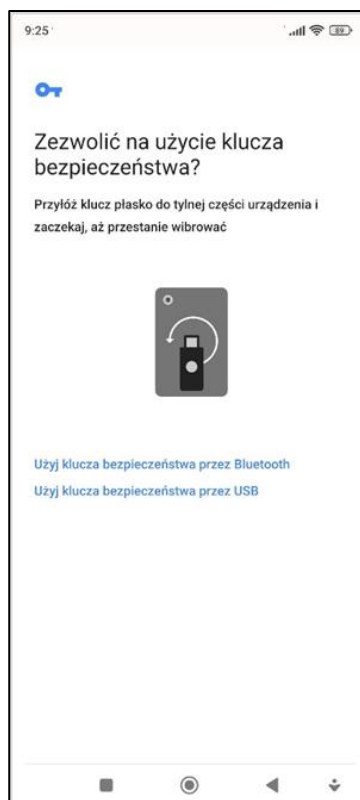 9:25
89
Zezwolić na użycie klucza
bezpieczeństwa?
Przyłóż klucz płasko do tylnej części urządzenia i
zaczekaj, aż przestanie wibrować
Użyj klucza bezpieczeństwa przez Bluetooth
Użyj klucza bezpieczeństwa przez USB